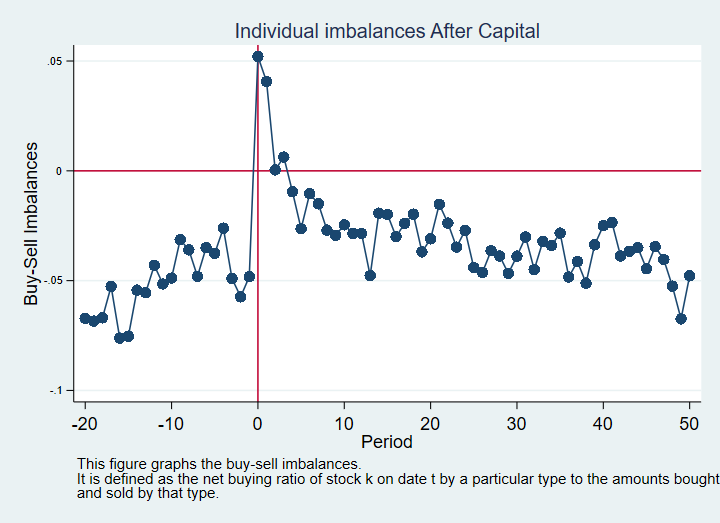 Individual imbalances After Capital
Buy-Sell Imbalances
.05
0
-.05
-.1
-20 -10 0 10 20 30 40 50
Period
This figure graphs the buy-sell imbalances.
It is defined as the net buying ratio of stock k on date t by a particular type to the amounts bought
and sold by that type.